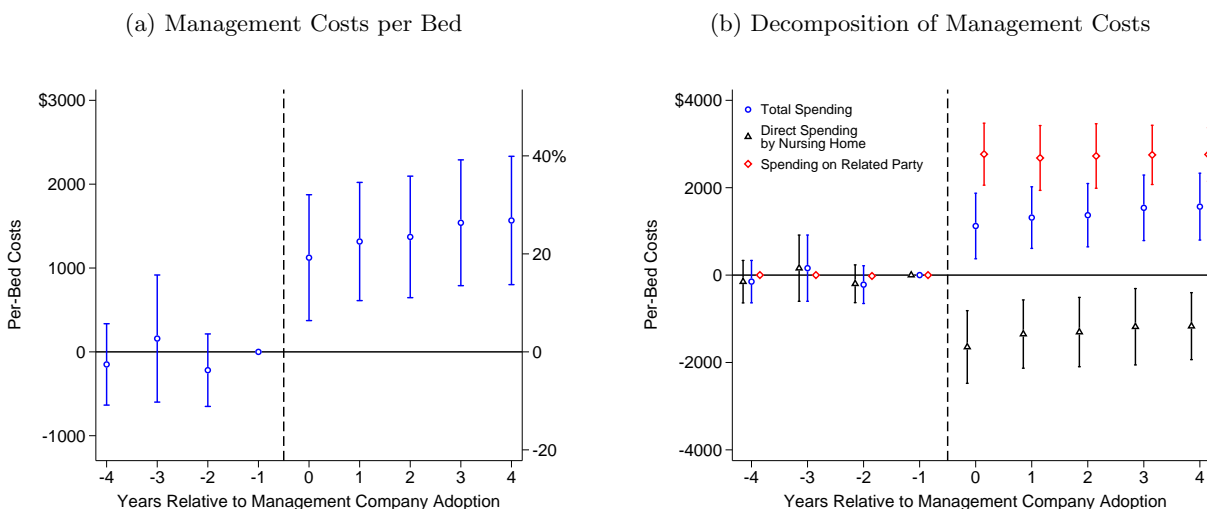 (a) Management Costs per Bed
$3000
2000
1000
0
-1000
40%
20
0
-20
Per-Bed Costs
-4 -3 -2 -1 0 1 2 3 4
Years Relative to Management Company Adoption
(b) Decomposition of Management Costs
$4000
2000
0
-2000
-4000
Per-Bed Costs
Total Spending
Direct Spending
by Nursing Home
Spending on Related Party
-4 -3 -2 -1 0 1 2 3 4
Years Relative to Management Company Adoption